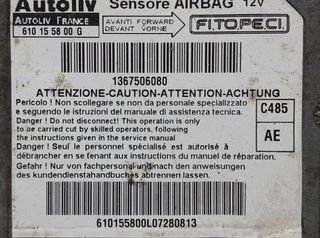 Autoliv
Sensore AIRBAG 12V
AUTOLIV FRANCE
610 15 58 00 G
AVANTI FORWARD
DEVANT VORNE
F.I.TO.PE.C.I.
1367506080
ATTENZIONE-CAUTION-ATTENTION-ACHTUNG
Pericolo ! Non scollegare se non da personale specializzato
e seguendo le istruzioni del manuale di assistenza tecnica.
Danger ! Do not disconnect! This operation is only
to be carried cut by skilled operators, following
the instructions given in the service manual
Danger ! Seul le personnel spécialisé est autorisé à
débrancher en seférant aux instructions du manuel de réparation.
Gefahr ! Nur von fachpersonal und nach den anweisungen
des kundendienstahandbuches abtrennen lassen.
C485
AE
610155800L07280813